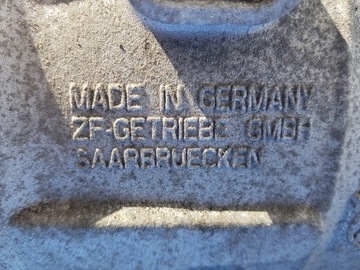 MADE IN GERMANY
ZF-GETRIEBE GMBH
SAARBRUECKEN